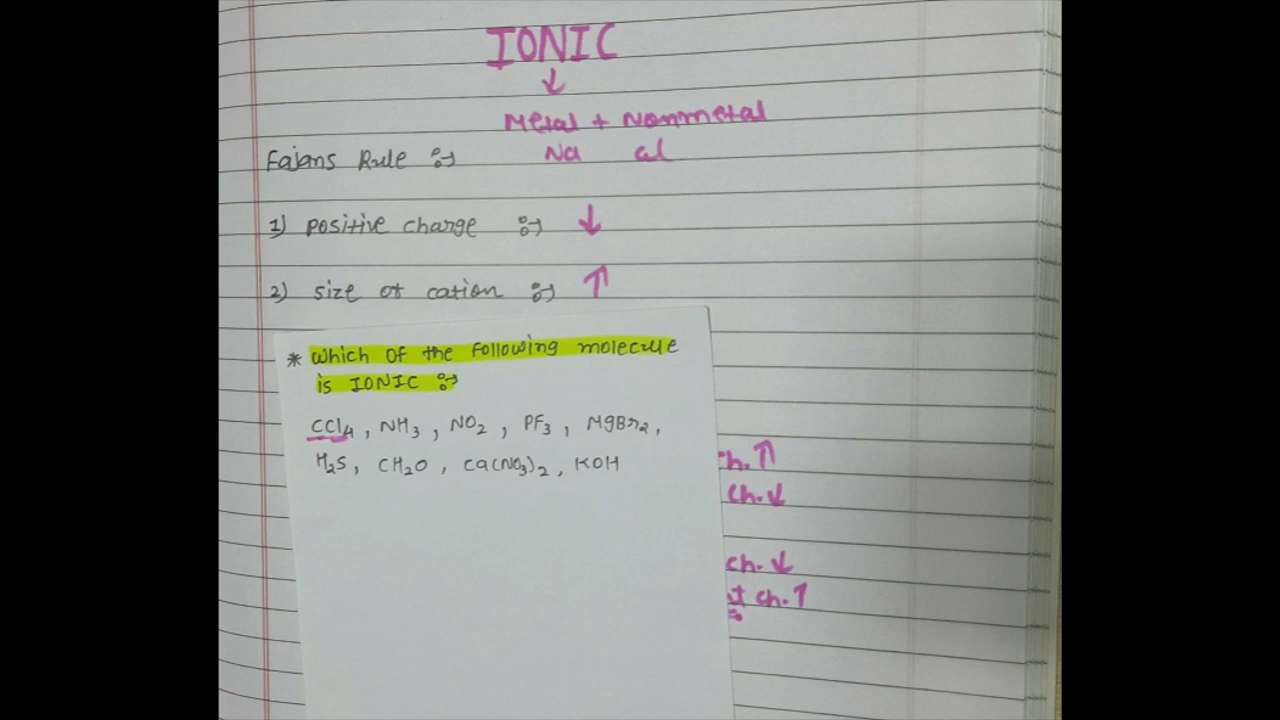 IONIC
↓
Metal + Nonmetal
Fajans Rule :-> Na Cl
1) positive charge :-> ↓
2) size of cation :-> ↑
* Which of the following molecule
is IONIC :->
CCl4, NH3, NO2, PF3, MgBr2,
H2S, CH2O, Ca(NO3)2, KOH
ch. ↑
ch. ↓
ch. ↓
ch. ↑